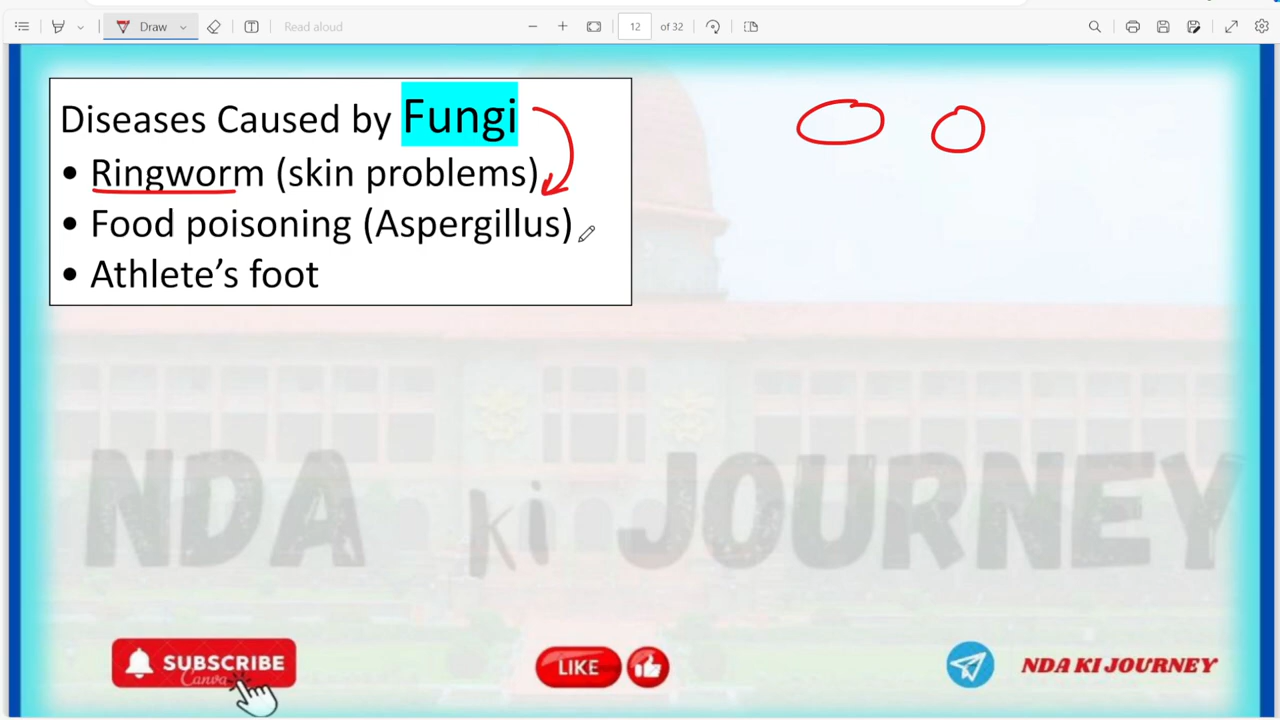 Draw
Read aloud
12
of 32
Diseases Caused by Fungi
• Ringworm (skin problems)
• Food poisoning (Aspergillus)
• Athlete’s foot
NDA ki JOURNEY
SUBSCRIBE
Canva
LIKE
NDA KI JOURNEY